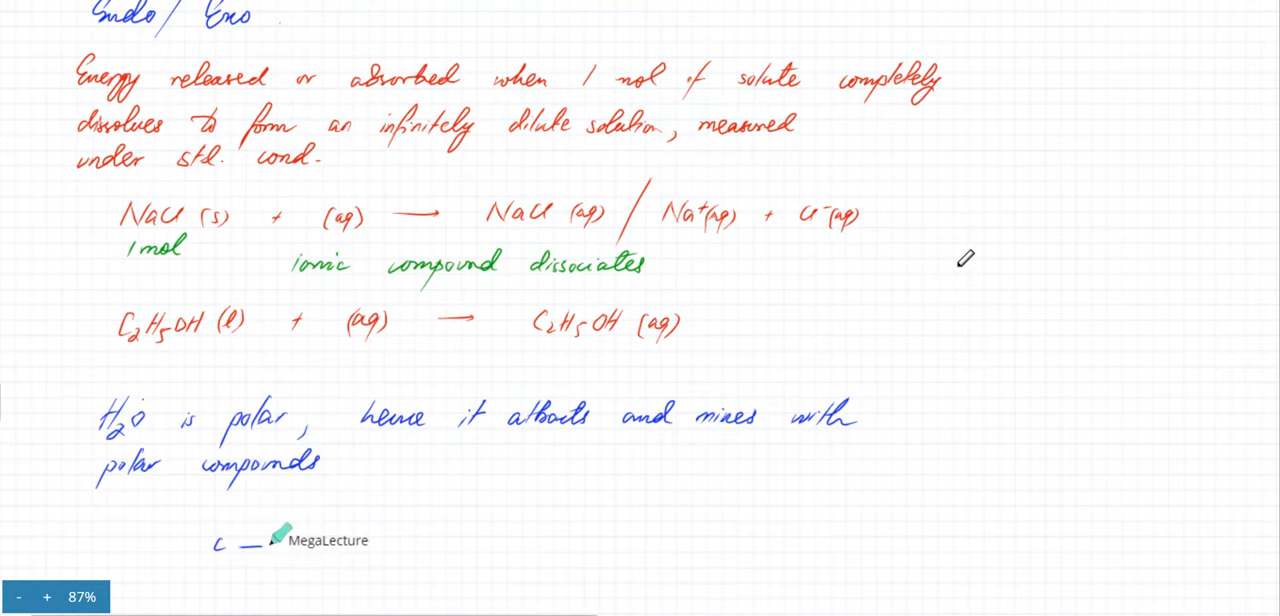 Endo/ Exo
Energy released or absorbed when 1 mol of solute completely
dissolves to form an infinitely dilute solution, measured
under std. cond.
NaCl (s) + (aq) → NaCl (aq) / Na⁺(aq) + Cl⁻(aq)
1 mol
ionic compound dissociates
C₂H₅OH (l) + (aq) → C₂H₅OH (aq)
H₂O is polar, hence it attracts and mixes with
polar compounds
C —
MegaLecture
- + 87%